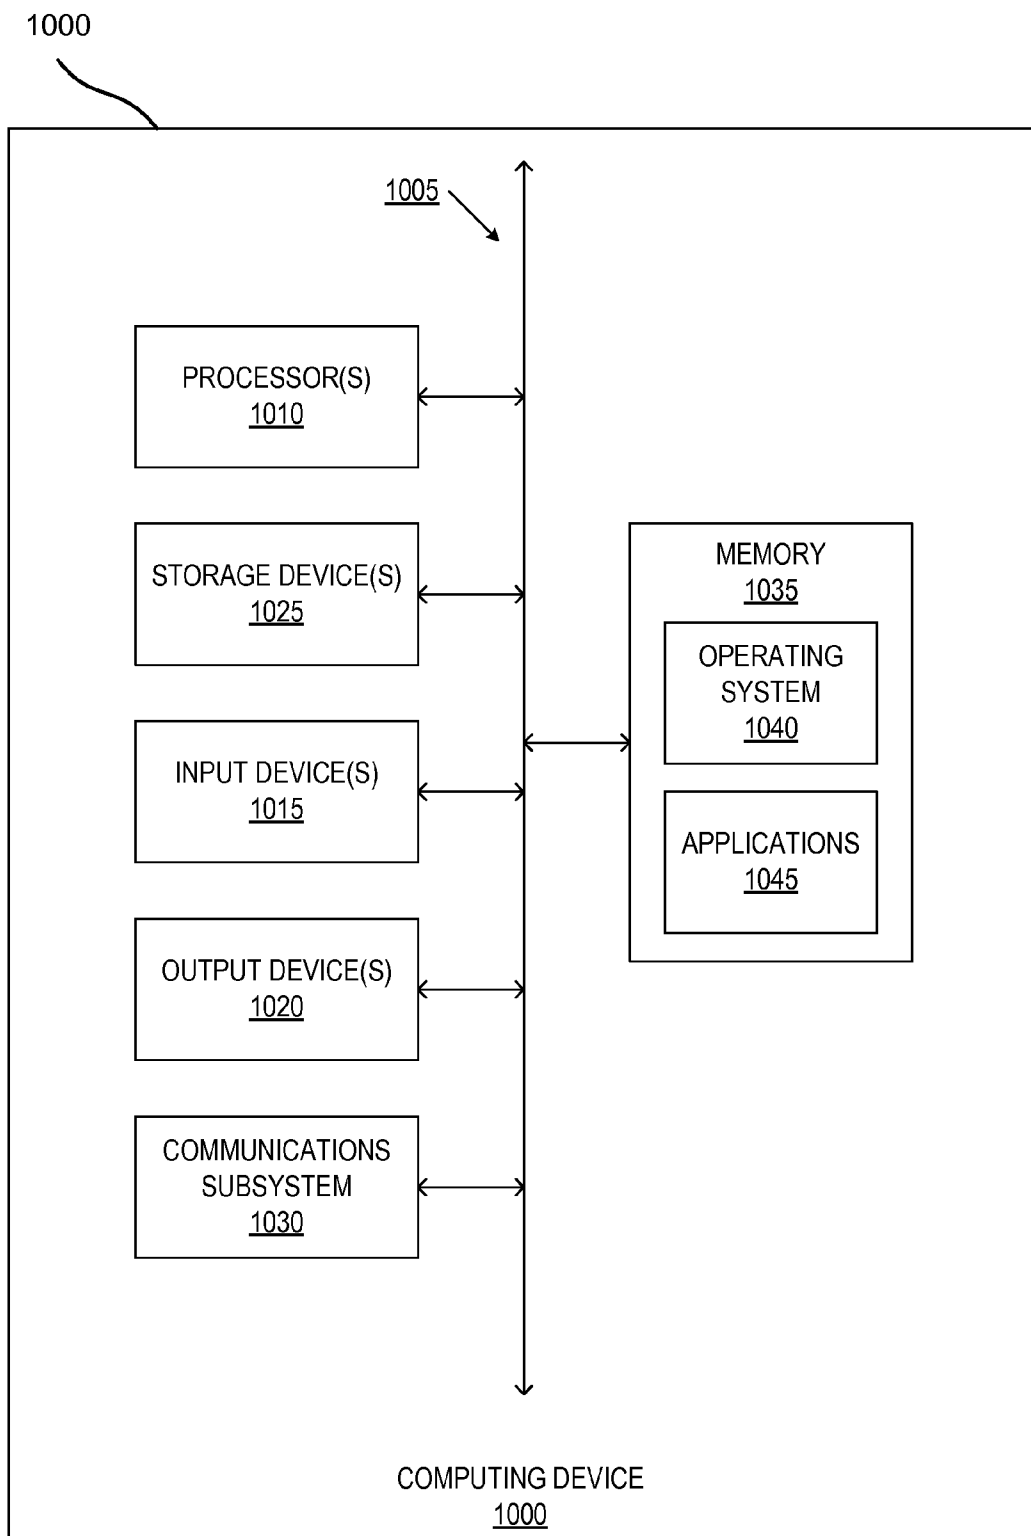 1000
1005
PROCESSOR(S)
1010
STORAGE DEVICE(S)
1025
INPUT DEVICE(S)
1015
OUTPUT DEVICE(S)
1020
COMMUNICATIONS
SUBSYSTEM
1030
MEMORY
1035
OPERATING
SYSTEM
1040
APPLICATIONS
1045
COMPUTING DEVICE
1000